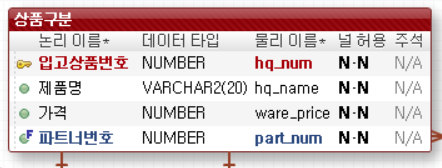 상품구분
논리 이름* 데이터 타입 물리 이름* 널 허용 주석
입고상품번호 NUMBER hq_num N-N N/A
제품명 VARCHAR2(20) hq_name N-N N/A
가격 NUMBER ware_price N-N N/A
F 파트너번호 NUMBER part_num N-N N/A